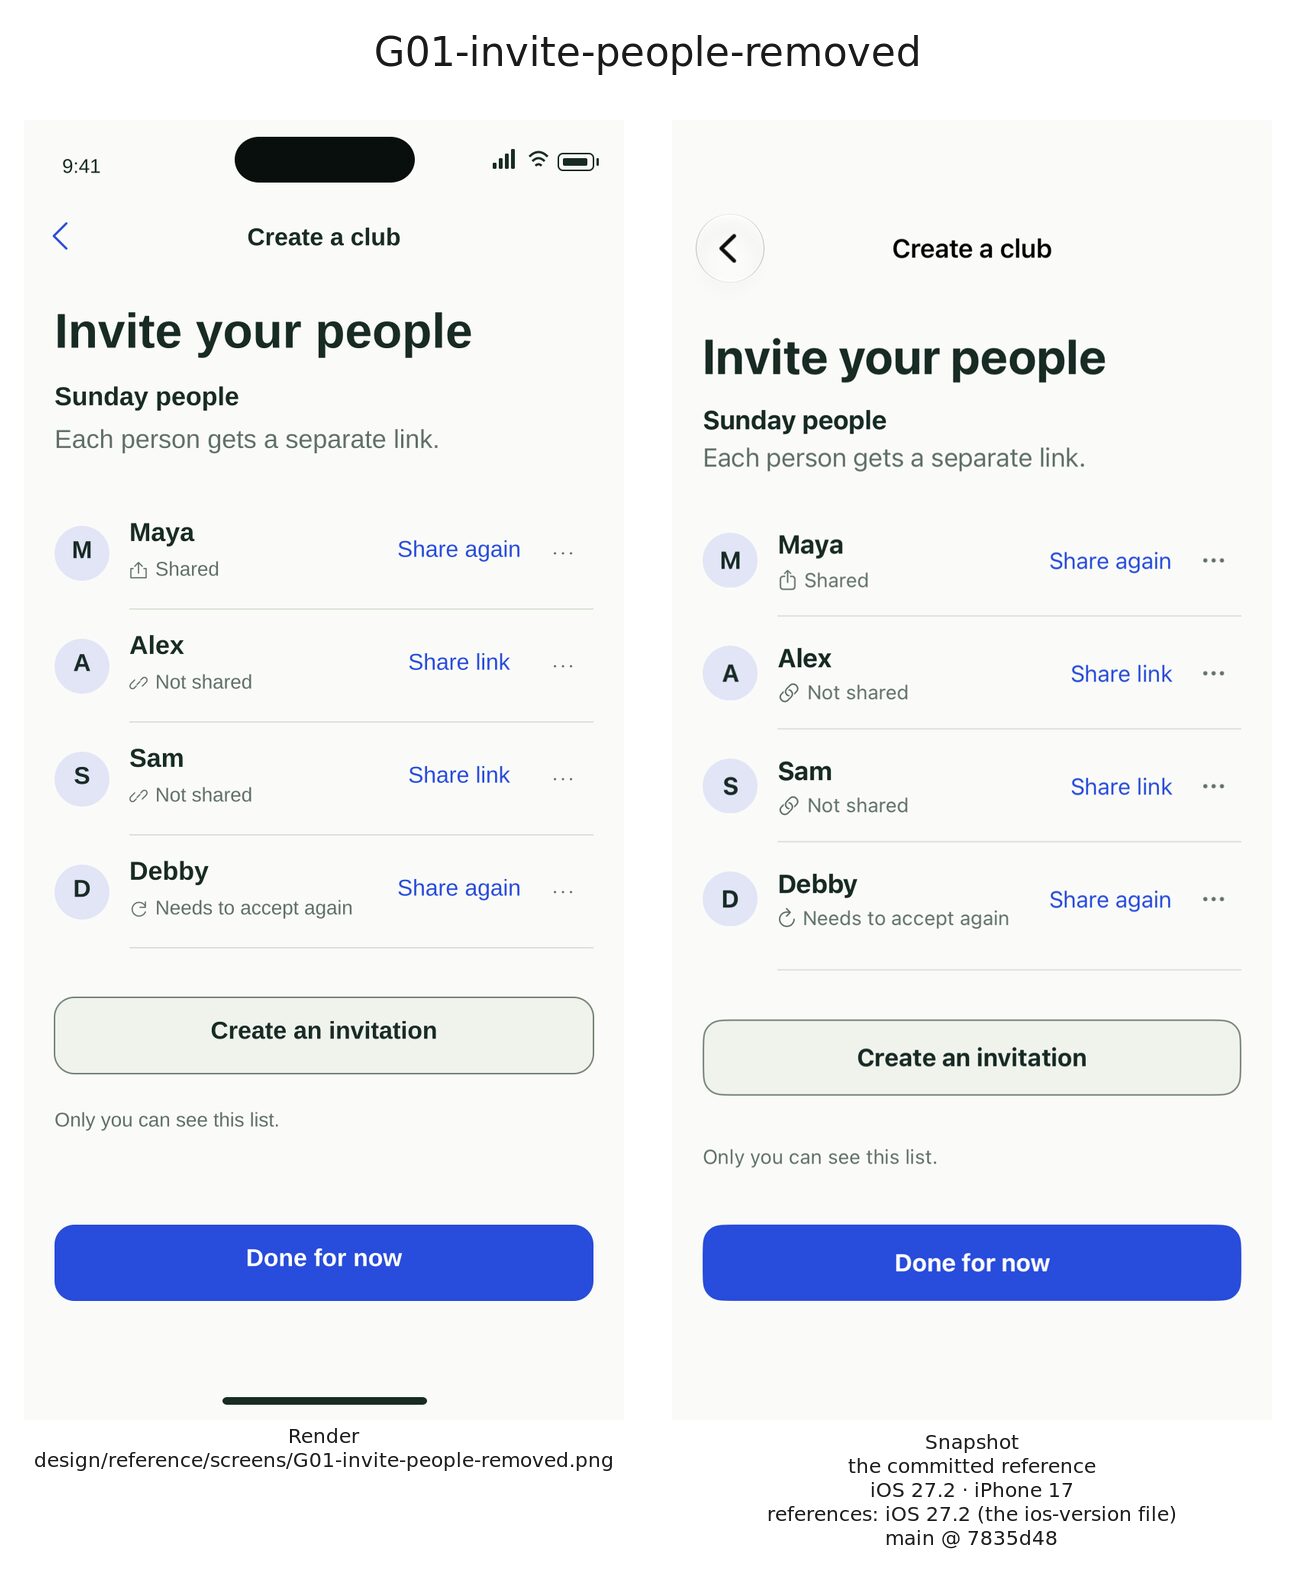 G01-invite-people-removed
9:41
Create a club
Invite your people
Sunday people
Each person gets a separate link.
M
Maya
Shared
Share again
...
A
Alex
Not shared
Share link
...
S
Sam
Not shared
Share link
...
D
Debby
Needs to accept again
Share again
...
Create an invitation
Only you can see this list.
Done for now
Render
design/reference/screens/G01-invite-people-removed.png
Create a club
Invite your people
Sunday people
Each person gets a separate link.
M
Maya
Shared
Share again
...
A
Alex
Not shared
Share link
...
S
Sam
Not shared
Share link
...
D
Debby
Needs to accept again
Share again
...
Create an invitation
Only you can see this list.
Done for now
Snapshot
the committed reference
iOS 27.2 · iPhone 17
references: iOS 27.2 (the ios-version file)
main @ 7835d48